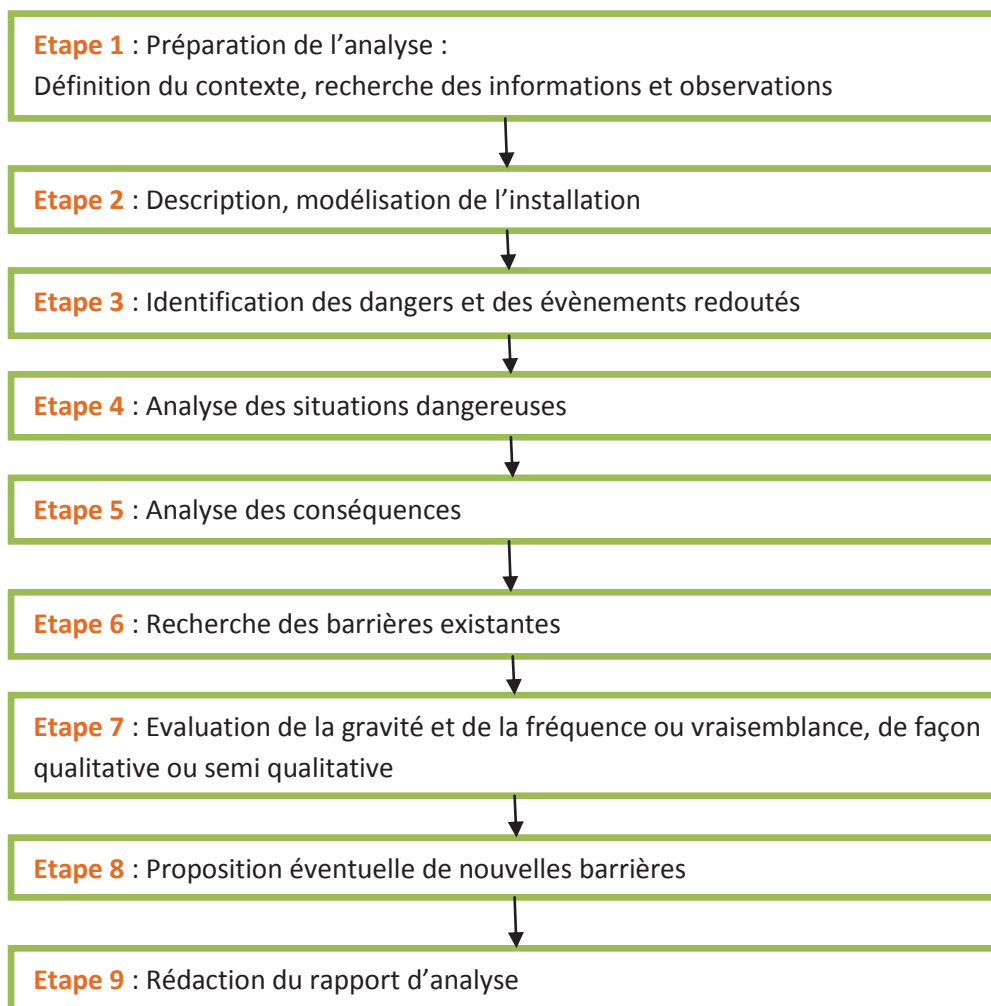 Etape 1 : Préparation de l’analyse :
Définition du contexte, recherche des informations et observations
Etape 2 : Description, modélisation de l’installation
Etape 3 : Identification des dangers et des évènements redoutés
Etape 4 : Analyse des situations dangereuses
Etape 5 : Analyse des conséquences
Etape 6 : Recherche des barrières existantes
Etape 7 : Evaluation de la gravité et de la fréquence ou vraisemblance, de façon
qualitative ou semi qualitative
Etape 8 : Proposition éventuelle de nouvelles barrières
Etape 9 : Rédaction du rapport d’analyse